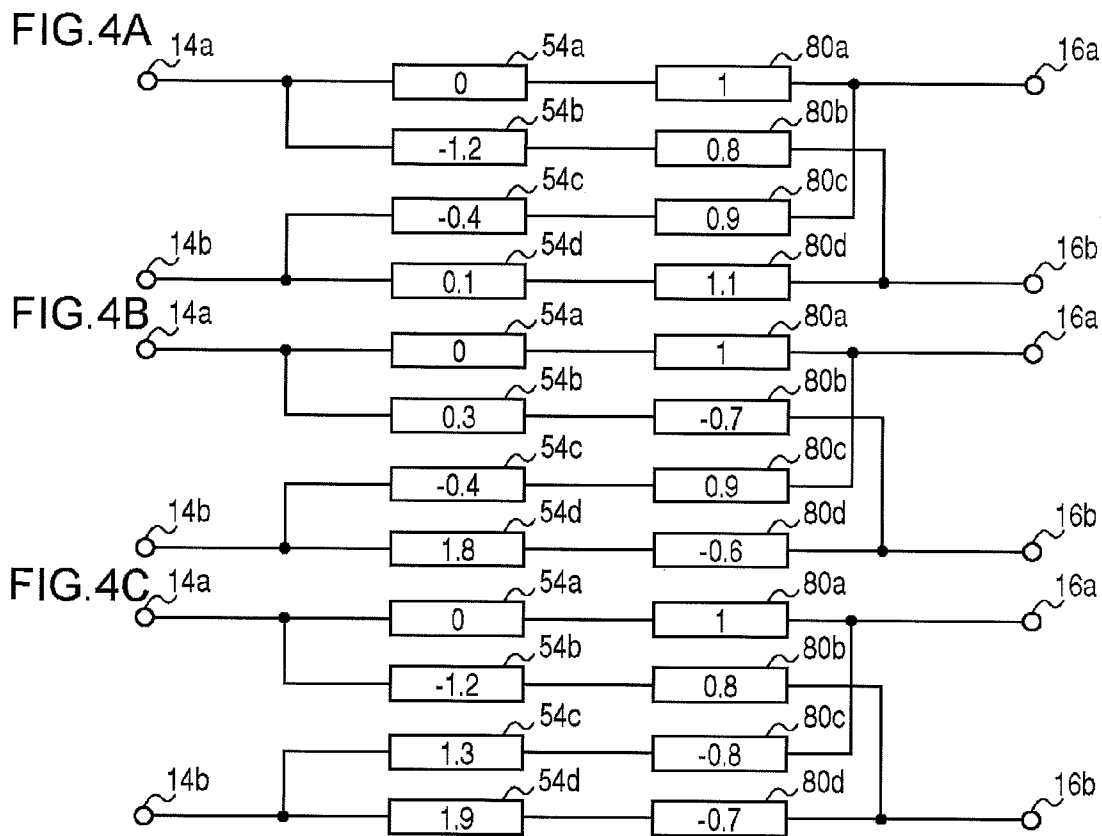 FIG.4A
14a 54a 80a 16a
0 1
54b 80b
-1.2 0.8
54c 80c
-0.4 0.9
14b 54d 80d 16b
0.1 1.1
FIG.4B
14a 54a 80a 16a
0 1
54b 80b
0.3 -0.7
54c 80c
-0.4 0.9
14b 54d 80d 16b
1.8 -0.6
FIG.4C
14a 54a 80a 16a
0 1
54b 80b
-1.2 0.8
54c 80c
1.3 -0.8
14b 54d 80d 16b
1.9 -0.7